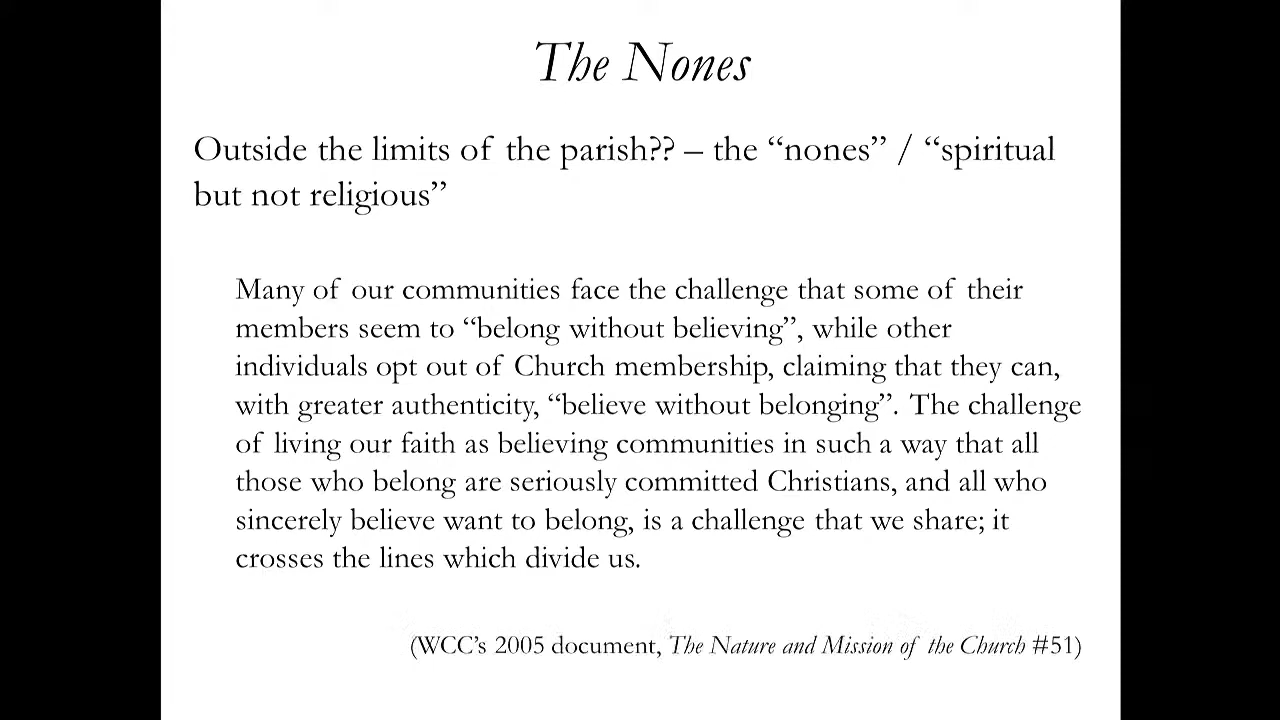 The Nones
Outside the limits of the parish?? – the “nones” / “spiritual
but not religious”
Many of our communities face the challenge that some of their
members seem to “belong without believing”, while other
individuals opt out of Church membership, claiming that they can,
with greater authenticity, “believe without belonging”. The challenge
of living our faith as believing communities in such a way that all
those who belong are seriously committed Christians, and all who
sincerely believe want to belong, is a challenge that we share; it
crosses the lines which divide us.
(WCC’s 2005 document, The Nature and Mission of the Church #51)